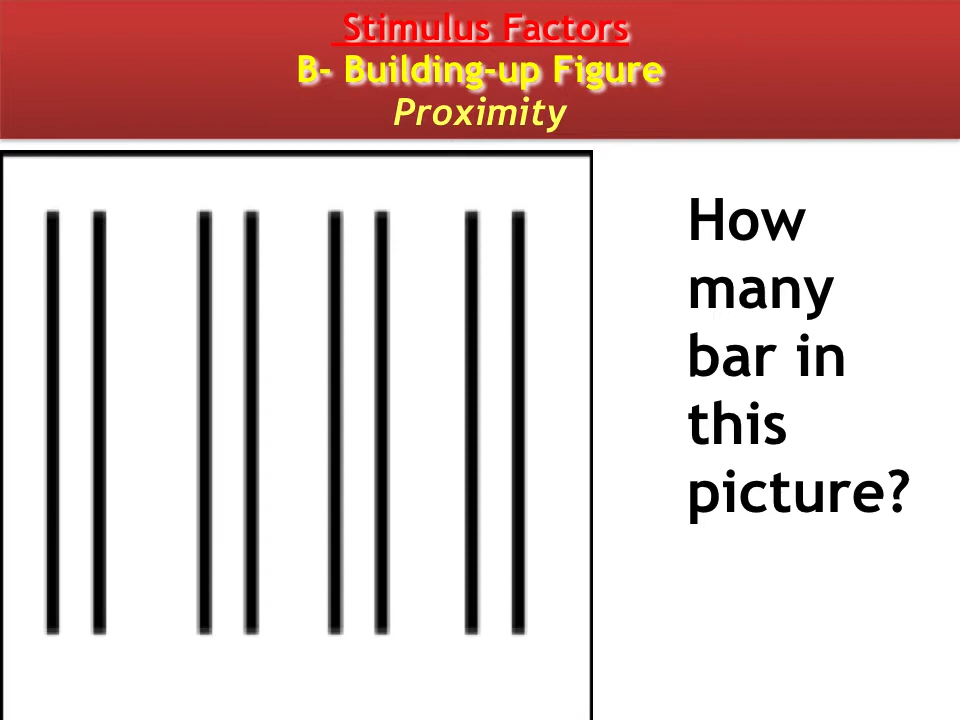 Stimulus Factors
B- Building-up Figure
Proximity
How
many
bar in
this
picture?